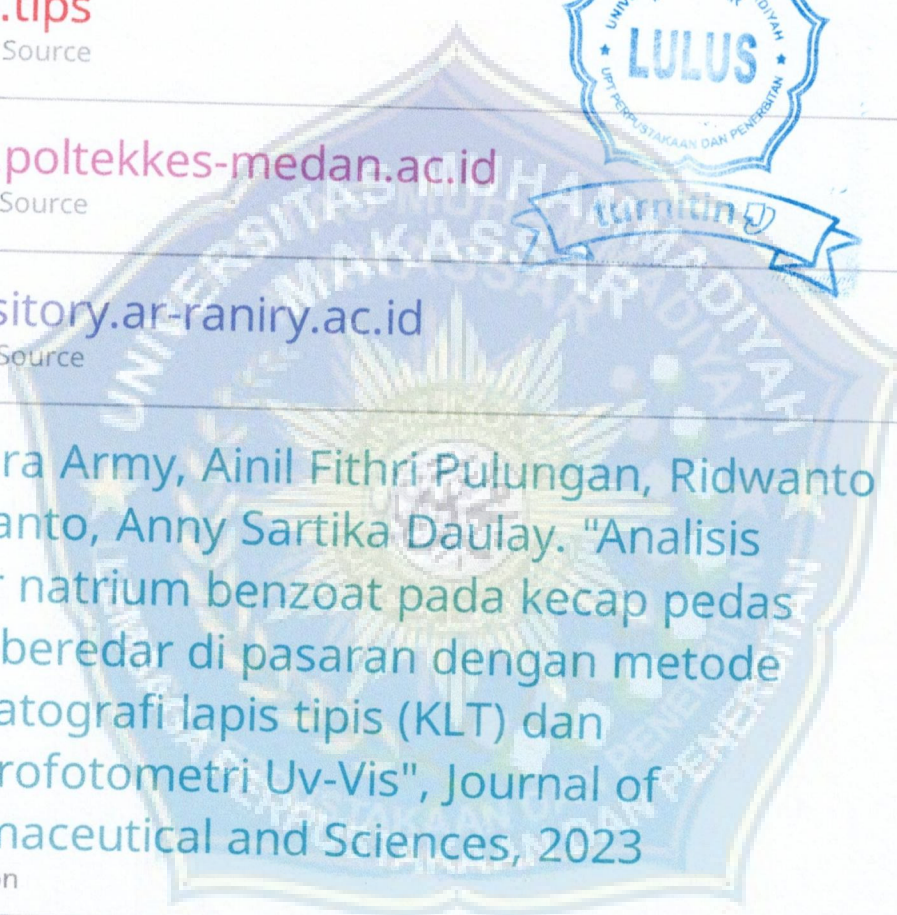 .tips
Source
LULUS
UPT PERPUSTAKAAN DAN PENERBITAN
poltekkes-medan.ac.id
Source
turnitin
UNIVERSITAS MUHAMMADIYAH
MAKASSAR
sitory.ar-raniry.ac.id
Source
ra Army, Ainil Fithri Pulungan, Ridwanto
anto, Anny Sartika Daulay. "Analisis
natrium benzoat pada kecap pedas
beredar di pasaran dengan metode
atografi lapis tipis (KLT) dan
rofotometri Uv-Vis", Journal of
maceutical and Sciences, 2023
n